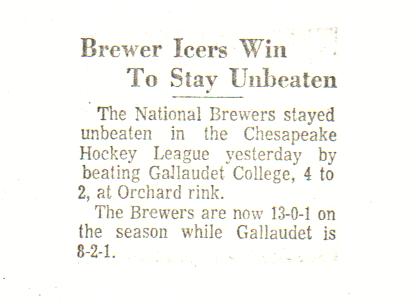 Brewer Icers Win
To Stay Unbeaten
The National Brewers stayed
unbeaten in the Chesapeake
Hockey League yesterday by
beating Gallaudet College, 4 to
2, at Orchard rink.
The Brewers are now 13-0-1 on
the season while Gallaudet is
8-2-1.